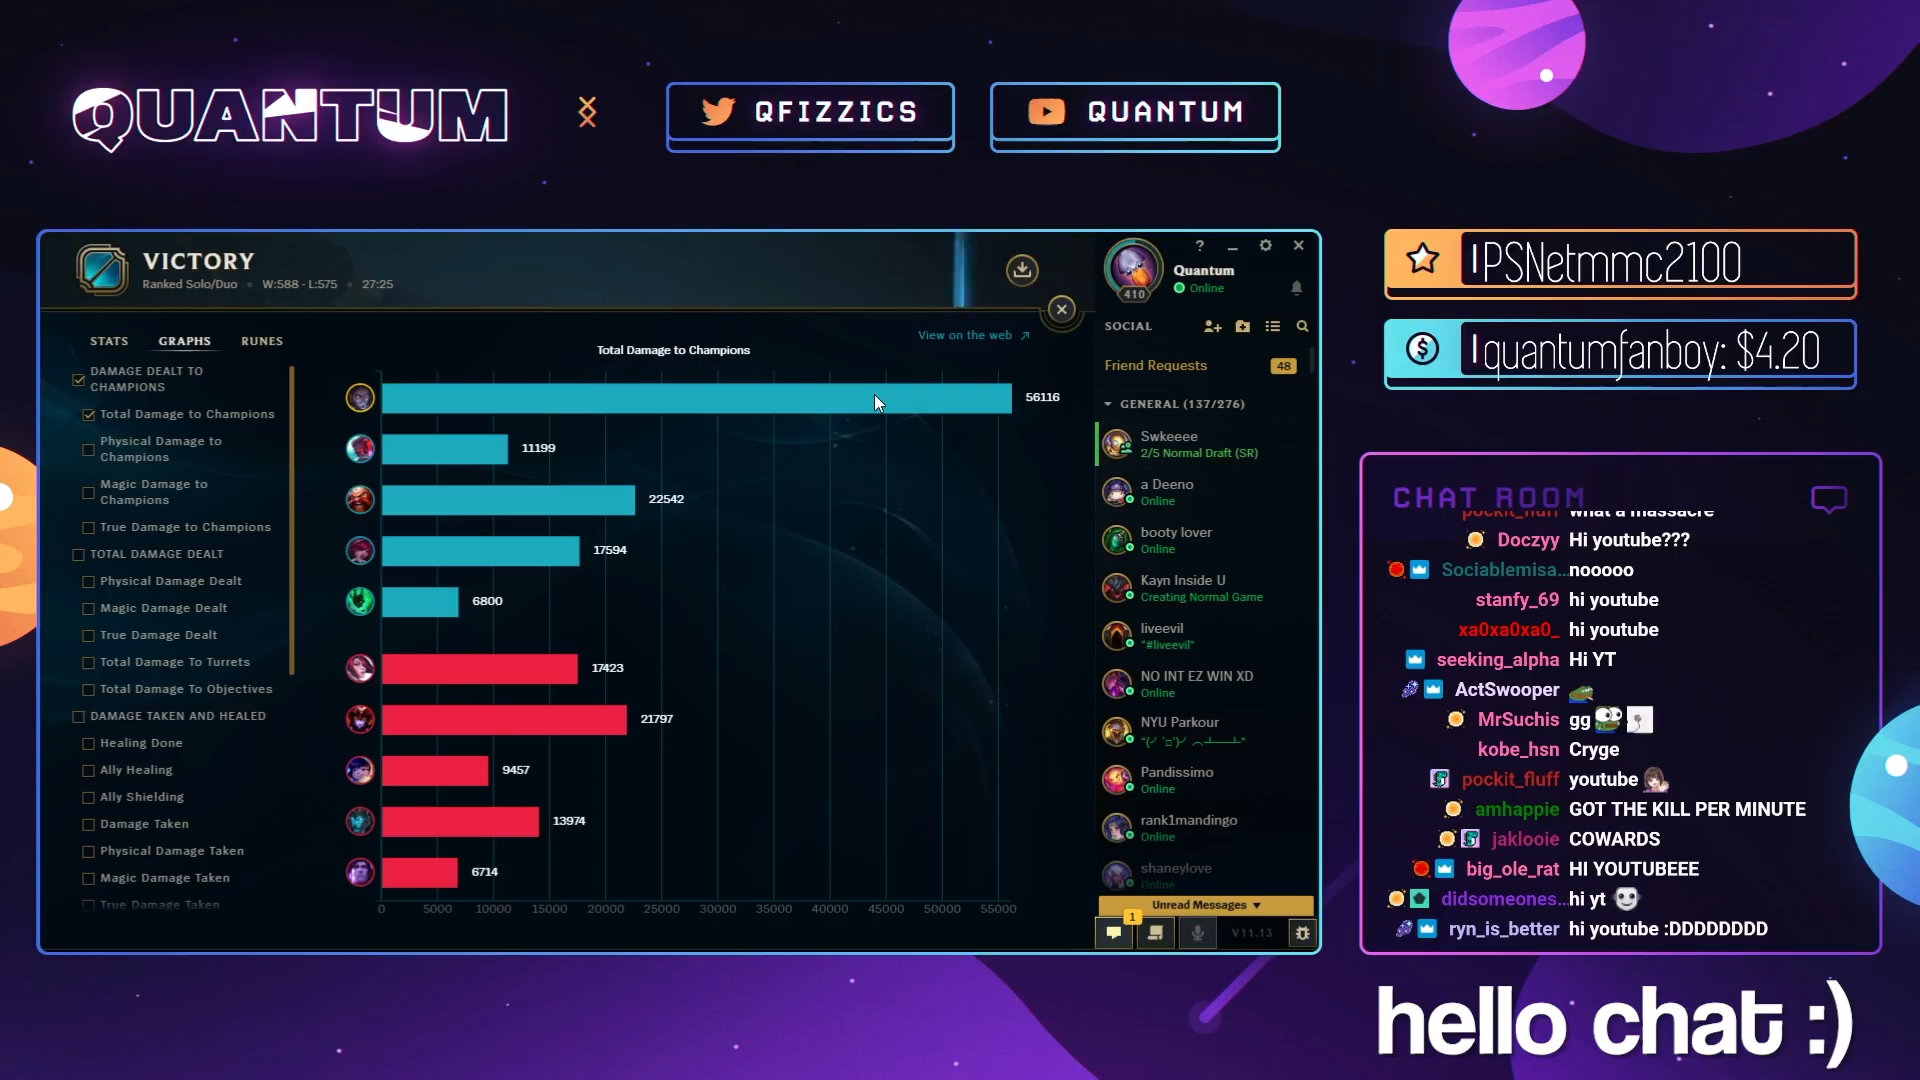 QUANTUM
QFIZZICS
QUANTUM
VICTORY
Ranked Solo/Duo • W:588 - L:575 • 27:25
STATS
GRAPHS
RUNES
View on the web
Total Damage to Champions
DAMAGE DEALT TO
CHAMPIONS
Total Damage to Champions
Physical Damage to
Champions
Magic Damage to
Champions
True Damage to Champions
TOTAL DAMAGE DEALT
Physical Damage Dealt
Magic Damage Dealt
True Damage Dealt
Total Damage To Turrets
Total Damage To Objectives
DAMAGE TAKEN AND HEALED
Healing Done
Ally Healing
Ally Shielding
Damage Taken
Physical Damage Taken
Magic Damage Taken
True Damage Taken
56116
11199
22542
17594
6800
17423
21797
9457
13974
6714
0 5000 10000 15000 20000 25000 30000 35000 40000 45000 50000 55000
?
410
Quantum
Online
SOCIAL
Friend Requests 48
GENERAL (137/276)
Swkeeee
2/5 Normal Draft (SR)
a Deeno
Online
booty lover
Online
Kayn Inside U
Creating Normal Game
liveevil
"#liveevil"
NO INT EZ WIN XD
Online
NYU Parkour
Pandissimo
Online
rank1mandingo
Online
shaneylove
Online
Unread Messages
1
V11.13
PSNetmmc2100
quantumfanboy: $4.20
CHAT ROOM
pockit_fluff what a massacre
Doczyy Hi youtube???
Sociablemisa...nooooo
stanfy_69 hi youtube
xa0xa0xa0_ hi youtube
seeking_alpha Hi YT
ActSwooper
MrSuchis gg
kobe_hsn Cryge
pockit_fluff youtube
amhappie GOT THE KILL PER MINUTE
jaklooie COWARDS
big_ole_rat HI YOUTUBEEE
didsomeones...hi yt
ryn_is_better hi youtube :DDDDDDDD
hello chat :)